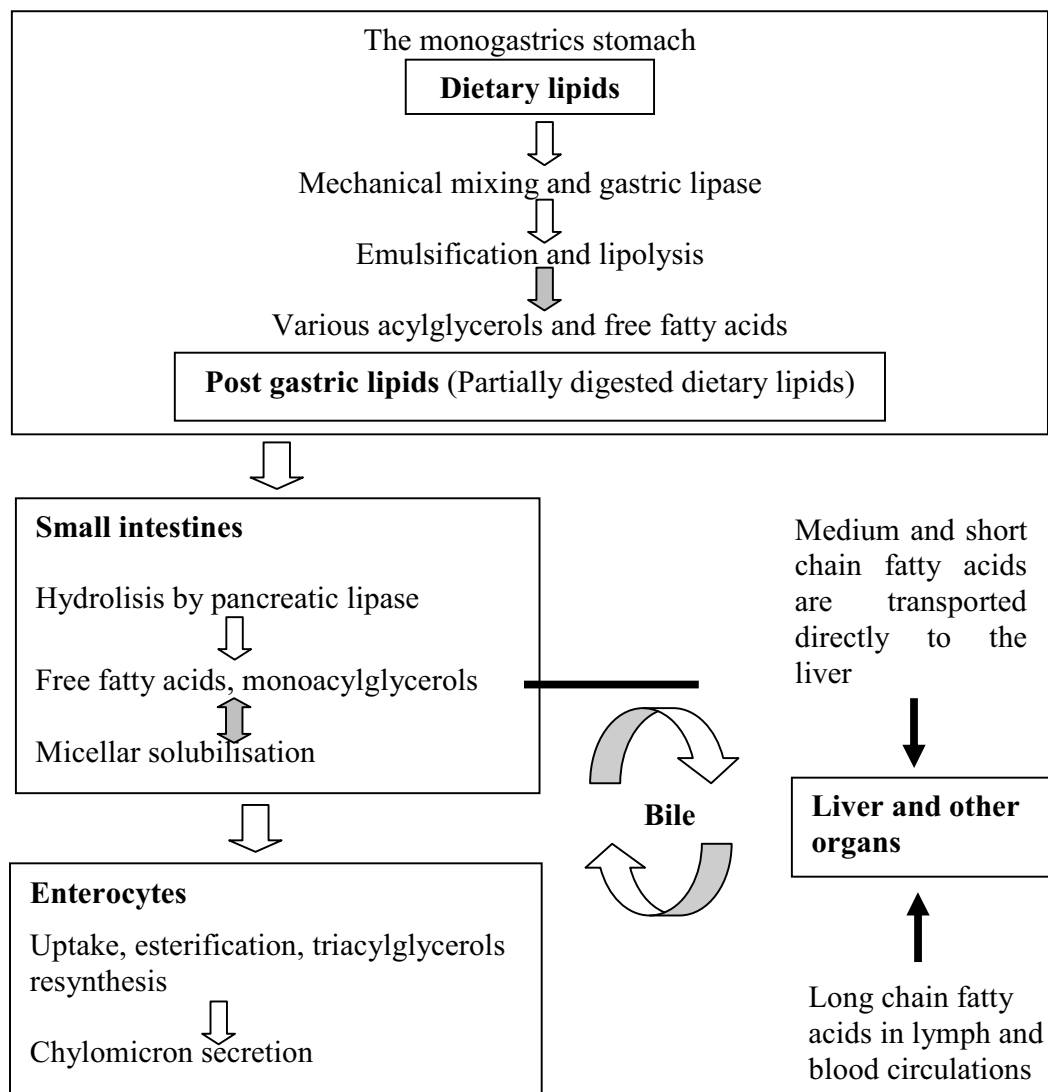 The monogastrics stomach
Dietary lipids
Mechanical mixing and gastric lipase
Emulsification and lipolysis
Various acylglycerols and free fatty acids
Post gastric lipids (Partially digested dietary lipids)
Small intestines
Hydrolisis by pancreatic lipase
Free fatty acids, monoacylglycerols
Micellar solubilisation
Enterocytes
Uptake, esterification, triacylglycerols
resynthesis
Chylomicron secretion
Bile
Medium and short
chain fatty acids
are transported
directly to the
liver
Liver and other
organs
Long chain fatty
acids in lymph and
blood circulations